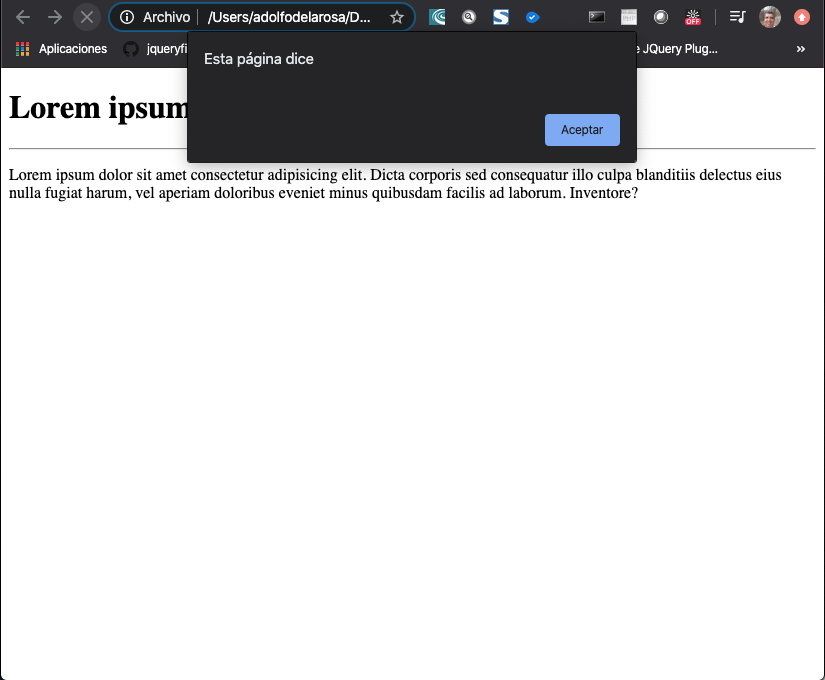 Archivo /Users/adolfodelarosa/D...
OFF
Aplicaciones jqueryfi e JQuery Plug... »
Esta página dice
Aceptar
Lorem ipsum
Lorem ipsum dolor sit amet consectetur adipisicing elit. Dicta corporis sed consequatur illo culpa blanditiis delectus eius
nulla fugiat harum, vel aperiam doloribus eveniet minus quibusdam facilis ad laborum. Inventore?